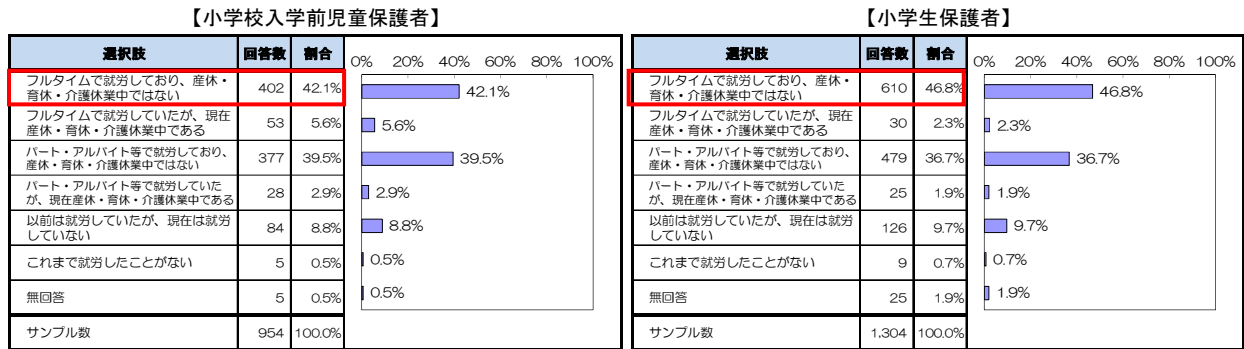 【小学校入学前児童保護者】
選択肢 回答数 割合
0% 20% 40% 60% 80% 100%
フルタイムで就労しており、産休・
育休・介護休業中ではない
402 42.1% 42.1%
フルタイムで就労していたが、現在
産休・育休・介護休業中である
53 5.6% 5.6%
パート・アルバイト等で就労しており、
産休・育休・介護休業中ではない
377 39.5% 39.5%
パート・アルバイト等で就労していた
が、現在産休・育休・介護休業中である
28 2.9% 2.9%
以前は就労していたが、現在は就労
していない
84 8.8% 8.8%
これまで就労したことがない 5 0.5% 0.5%
無回答 5 0.5% 0.5%
サンプル数 954 100.0%
【小学生保護者】
選択肢 回答数 割合
0% 20% 40% 60% 80% 100%
フルタイムで就労しており、産休・
育休・介護休業中ではない
610 46.8% 46.8%
フルタイムで就労していたが、現在
産休・育休・介護休業中である
30 2.3% 2.3%
パート・アルバイト等で就労しており、
産休・育休・介護休業中ではない
479 36.7% 36.7%
パート・アルバイト等で就労していた
が、現在産休・育休・介護休業中である
25 1.9% 1.9%
以前は就労していたが、現在は就労
していない
126 9.7% 9.7%
これまで就労したことがない 9 0.7% 0.7%
無回答 25 1.9% 1.9%
サンプル数 1,304 100.0%